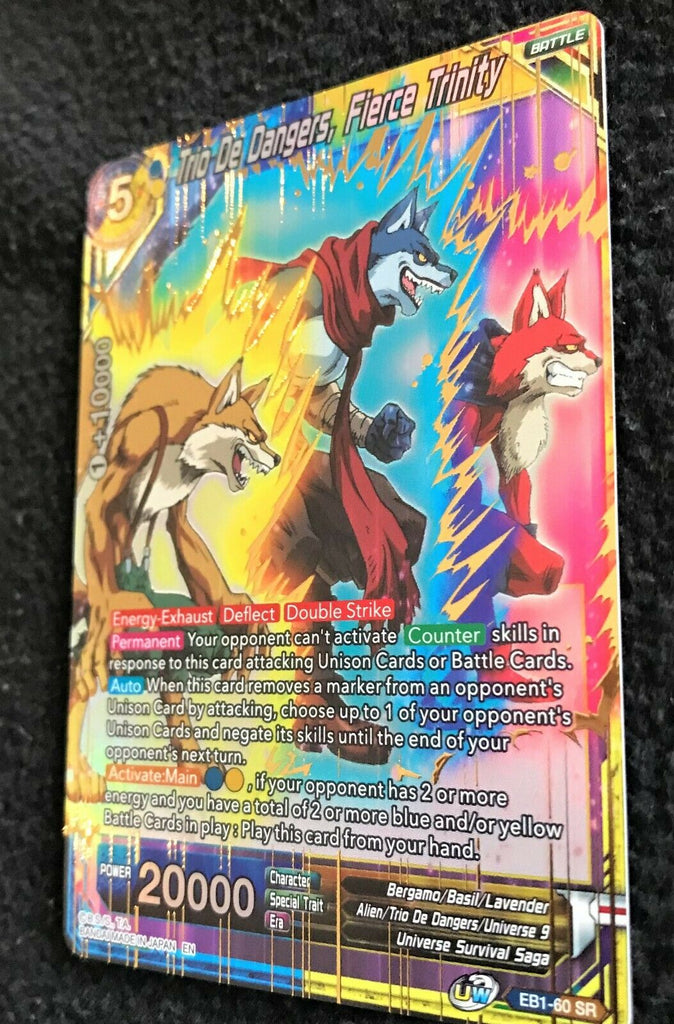 BATTLE
Trio De Dangers, Fierce Trinity
5
1+10000
Energy-Exhaust Deflect Double Strike
Permanent Your opponent can't activate Counter skills in
response to this card attacking Unison Cards or Battle Cards.
Auto When this card removes a marker from an opponent's
Unison Card by attacking, choose up to 1 of your opponent's
Unison Cards and negate its skills until the end of your
opponent's next turn.
Activate:Main , if your opponent has 2 or more
energy and you have a total of 2 or more blue and/or yellow
Battle Cards in play : Play this card from your hand.
POWER 20000
Character Bergamo/Basil/Lavender
Special Trait Alien/Trio De Dangers/Universe 9
Era Universe Survival Saga
©B.S./S., T.A.
BANDAI MADE IN JAPAN EN
UW EB1-60 SR